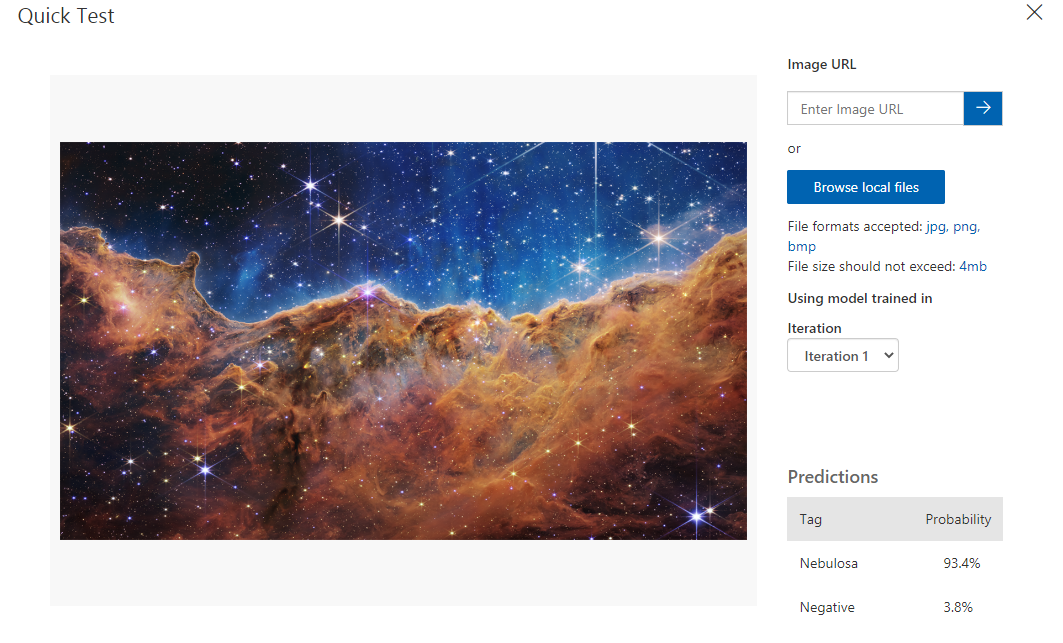 Quick Test
Image URL
Enter Image URL
or
Browse local files
File formats accepted: jpg, png,
bmp
File size should not exceed: 4mb
Using model trained in
Iteration
Iteration 1
Predictions
Tag Probability
Nebulosa 93.4%
Negative 3.8%